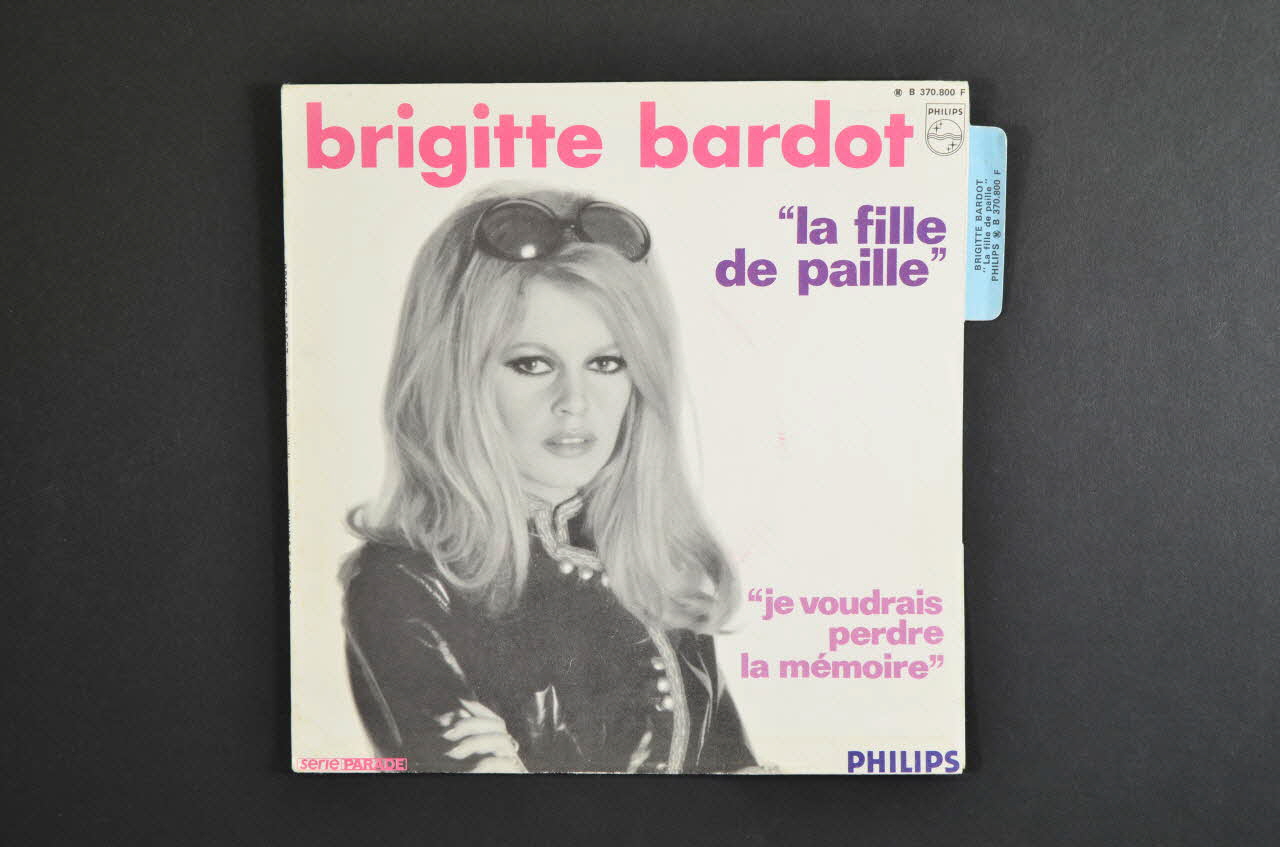 Ⓜ B 370.800 F
brigitte bardot
PHILIPS
“la fille
de paille”
BRIGITTE BARDOT
“La fille de paille”
PHILIPS Ⓜ B 370.800 F
“je voudrais
perdre
la mémoire”
série PARADE
PHILIPS